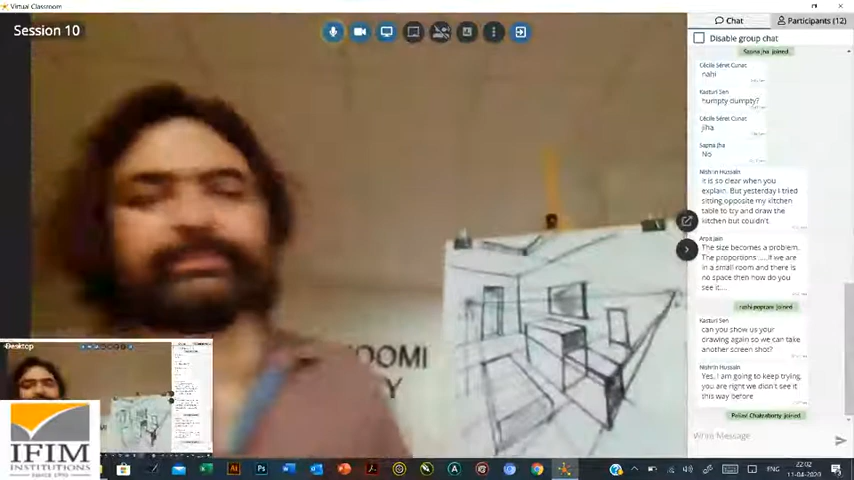 Virtual Classroom
Session 10
Chat
Participants (12)
Disable group chat
Sapna Jha joined
Cécile Séret Cunat
nahi
Kasturi Sen
humpty dumpty?
Cécile Séret Cunat
jiha
Sapna Jha
No
Nishrin Hussain
It is so clear when you
explain. But yesterday I tried
sitting opposite my kitchen
table to try and draw the
kitchen but couldn't.
Arpa Jain
The size becomes a problem.
The proportions .....if we are
in a small room and there is
no space then how do you
see it....
Kasturi Sen
can you show us your
drawing again so we can take
another screen shot?
Nishrin Hussain
Yes, I am going to keep trying,
you are right we didn't see it
this way before
Pallavi Chakraborty joined
Write Message
OOMI
Y
Desktop
IFIM
INSTITUTIONS
SINCE 1995
ENG
22:02
11-04-2020